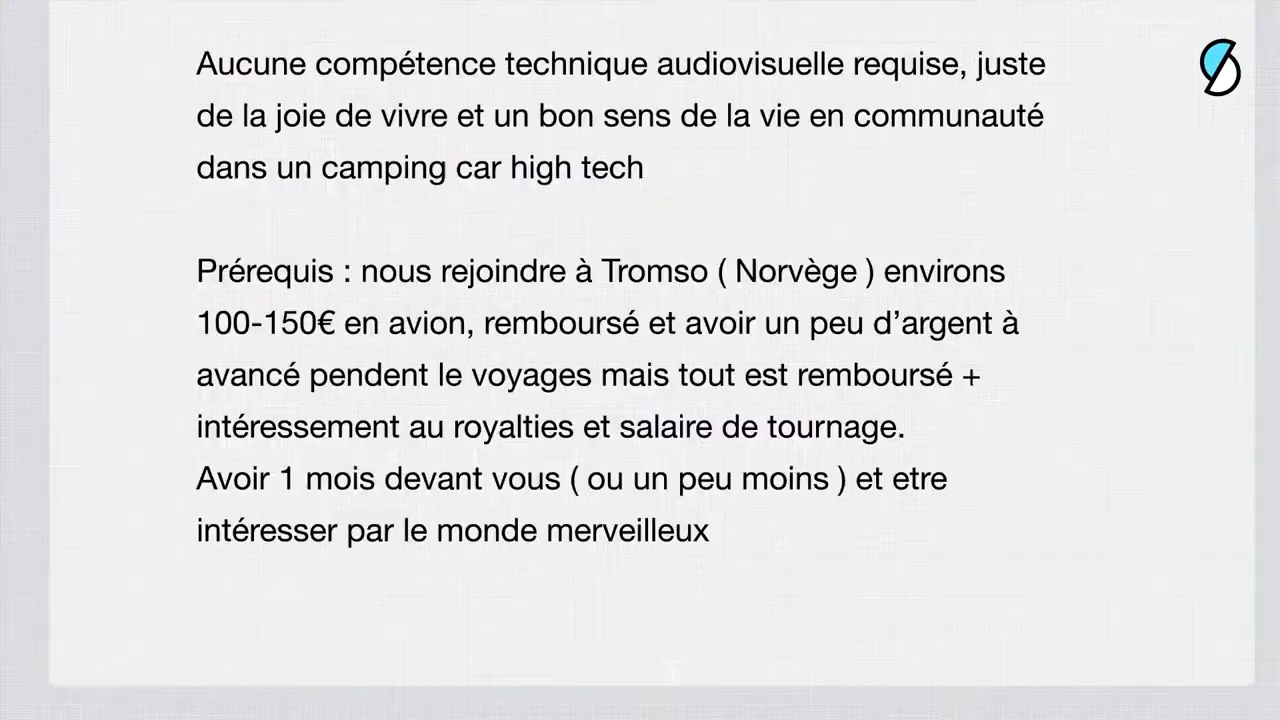 Aucune compétence technique audiovisuelle requise, juste
de la joie de vivre et un bon sens de la vie en communauté
dans un camping car high tech
Prérequis : nous rejoindre à Tromso ( Norvège ) environs
100-150€ en avion, remboursé et avoir un peu d’argent à
avancé pendent le voyages mais tout est remboursé +
intéressement au royalties et salaire de tournage.
Avoir 1 mois devant vous ( ou un peu moins ) et etre
intéresser par le monde merveilleux